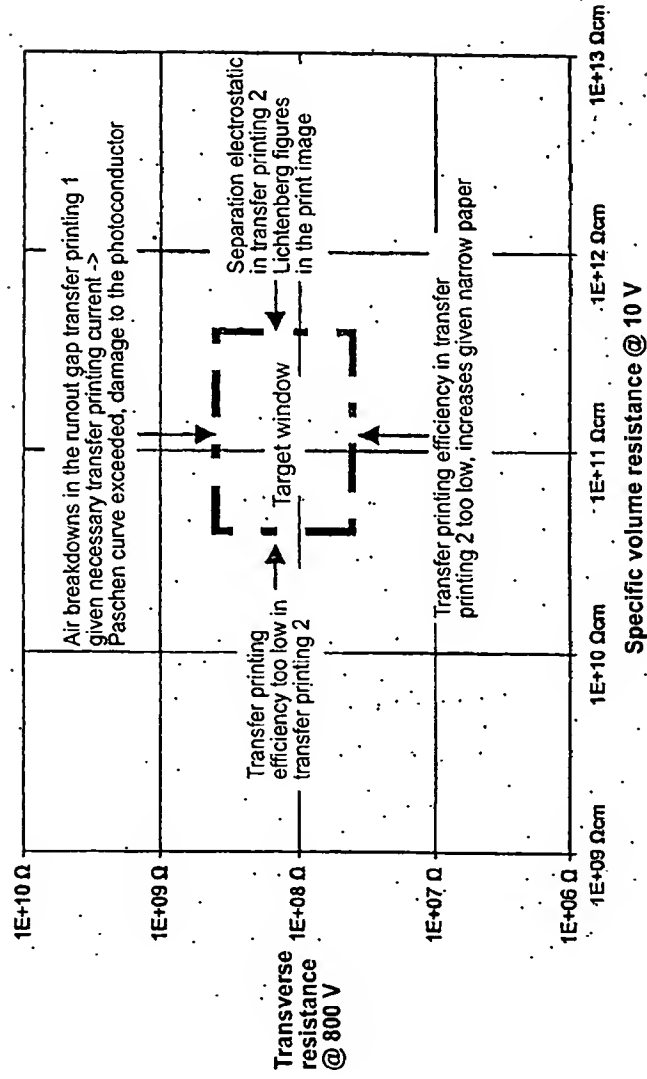 Transverse
resistance
@ 800 V
1E+10 Ω
1E+09 Ω
1E+08 Ω
1E+07 Ω
1E+06 Ω
Air breakdowns in the runout gap transfer printing 1
given necessary transfer printing current ->
Paschen curve exceeded, damage to the photoconductor
Transfer printing
efficiency too low in
transfer printing 2
Target window
Separation electrostatic
in transfer printing 2
Lichtenberg figures
in the print image
Transfer printing efficiency in transfer
printing 2 too low, increases given narrow paper
1E+09 Ωcm
1E+10 Ωcm
1E+11 Ωcm
1E+12 Ωcm
1E+13 Ωcm
Specific volume resistance @ 10 V